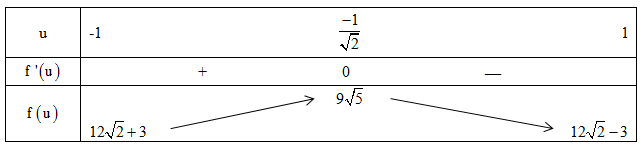 u -1 −1/√2 1
f '(u) + 0 —
9√5
f(u)
12√2+3 12√2−3